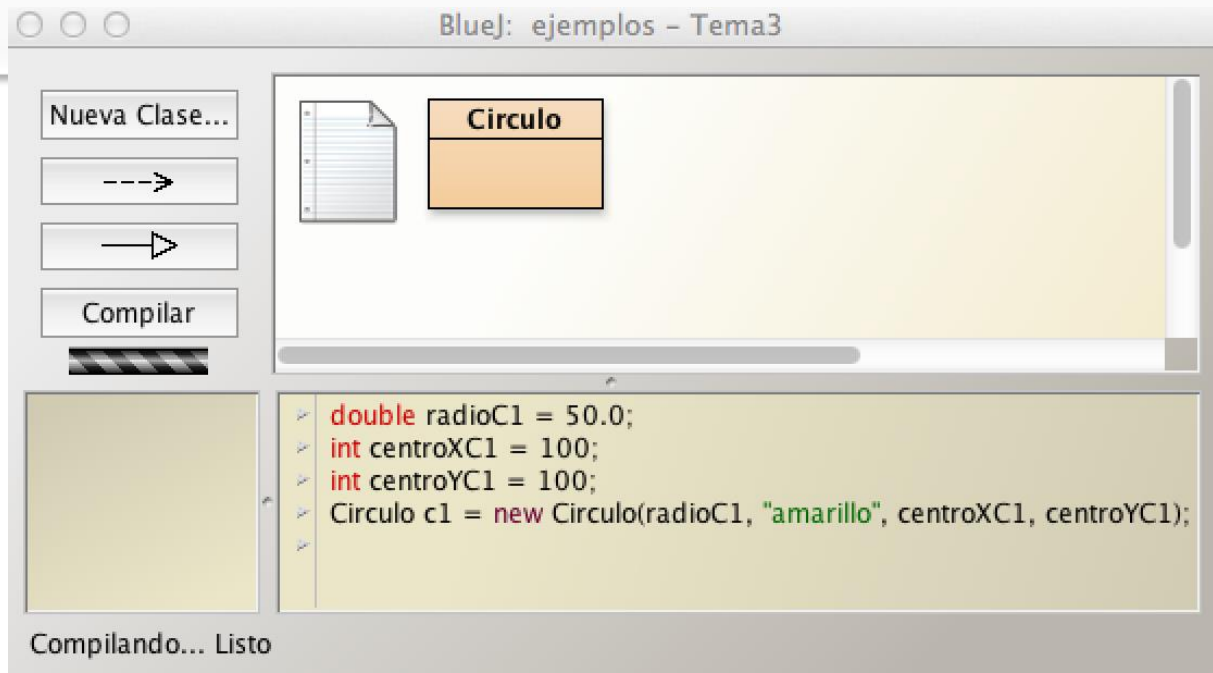 BlueJ: ejemplos – Tema3
Nueva Clase...
Compilar
Circulo
double radioC1 = 50.0;
int centroXC1 = 100;
int centroYC1 = 100;
Circulo c1 = new Circulo(radioC1, "amarillo", centroXC1, centroYC1);
Compilando... Listo